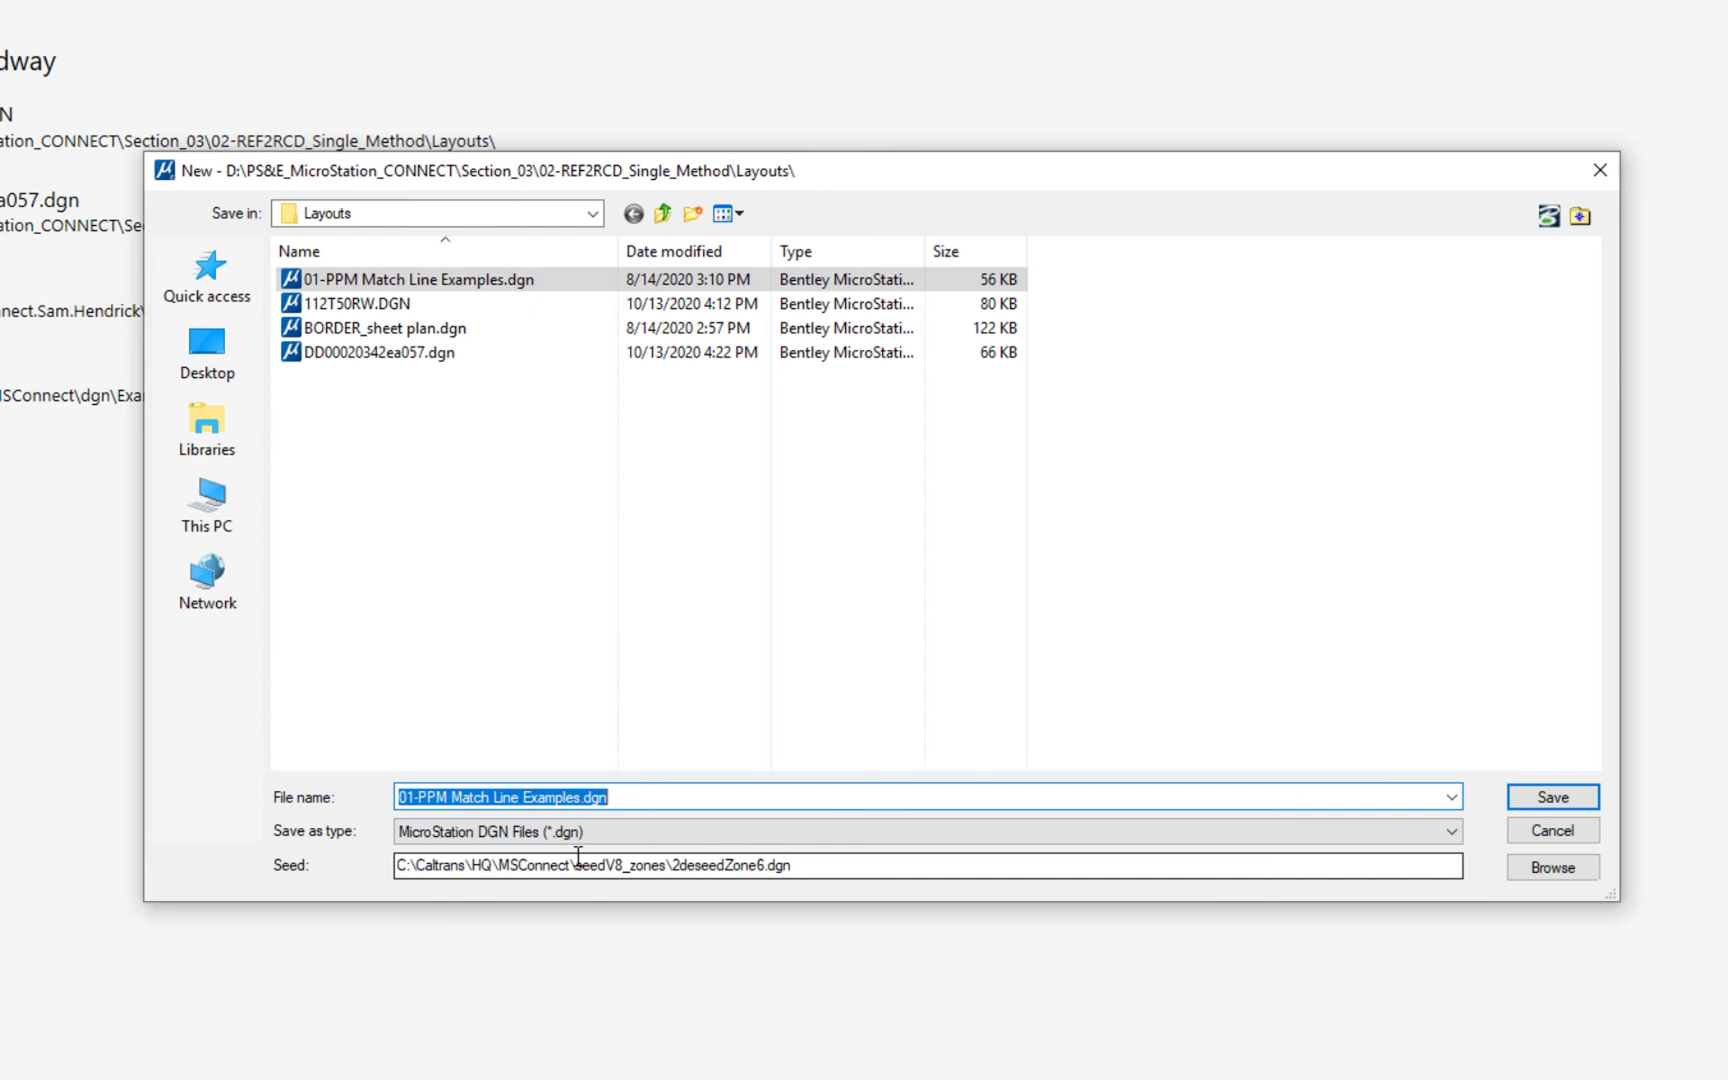 dway
N
ation_CONNECT\Section_03\02-REF2RCD_Single_Method\Layouts\
New - D:\PS&E_MicroStation_CONNECT\Section_03\02-REF2RCD_Single_Method\Layouts\
a057.dgn
ation_CONNECT\Se
nect.Sam.Hendrick\
MSConnect\dgn\Exa
Save in: Layouts
Quick access
Desktop
Libraries
This PC
Network
Name Date modified Type Size
01-PPM Match Line Examples.dgn 8/14/2020 3:10 PM Bentley MicroStati... 56 KB
112T50RW.DGN 10/13/2020 4:12 PM Bentley MicroStati... 80 KB
BORDER_sheet plan.dgn 8/14/2020 2:57 PM Bentley MicroStati... 122 KB
DD00020342ea057.dgn 10/13/2020 4:22 PM Bentley MicroStati... 66 KB
File name: 01-PPM Match Line Examples.dgn Save
Save as type: MicroStation DGN Files (*.dgn) Cancel
Seed: C:\Caltrans\HQ\MSConnect\seedV8_zones\2deseedZone6.dgn Browse